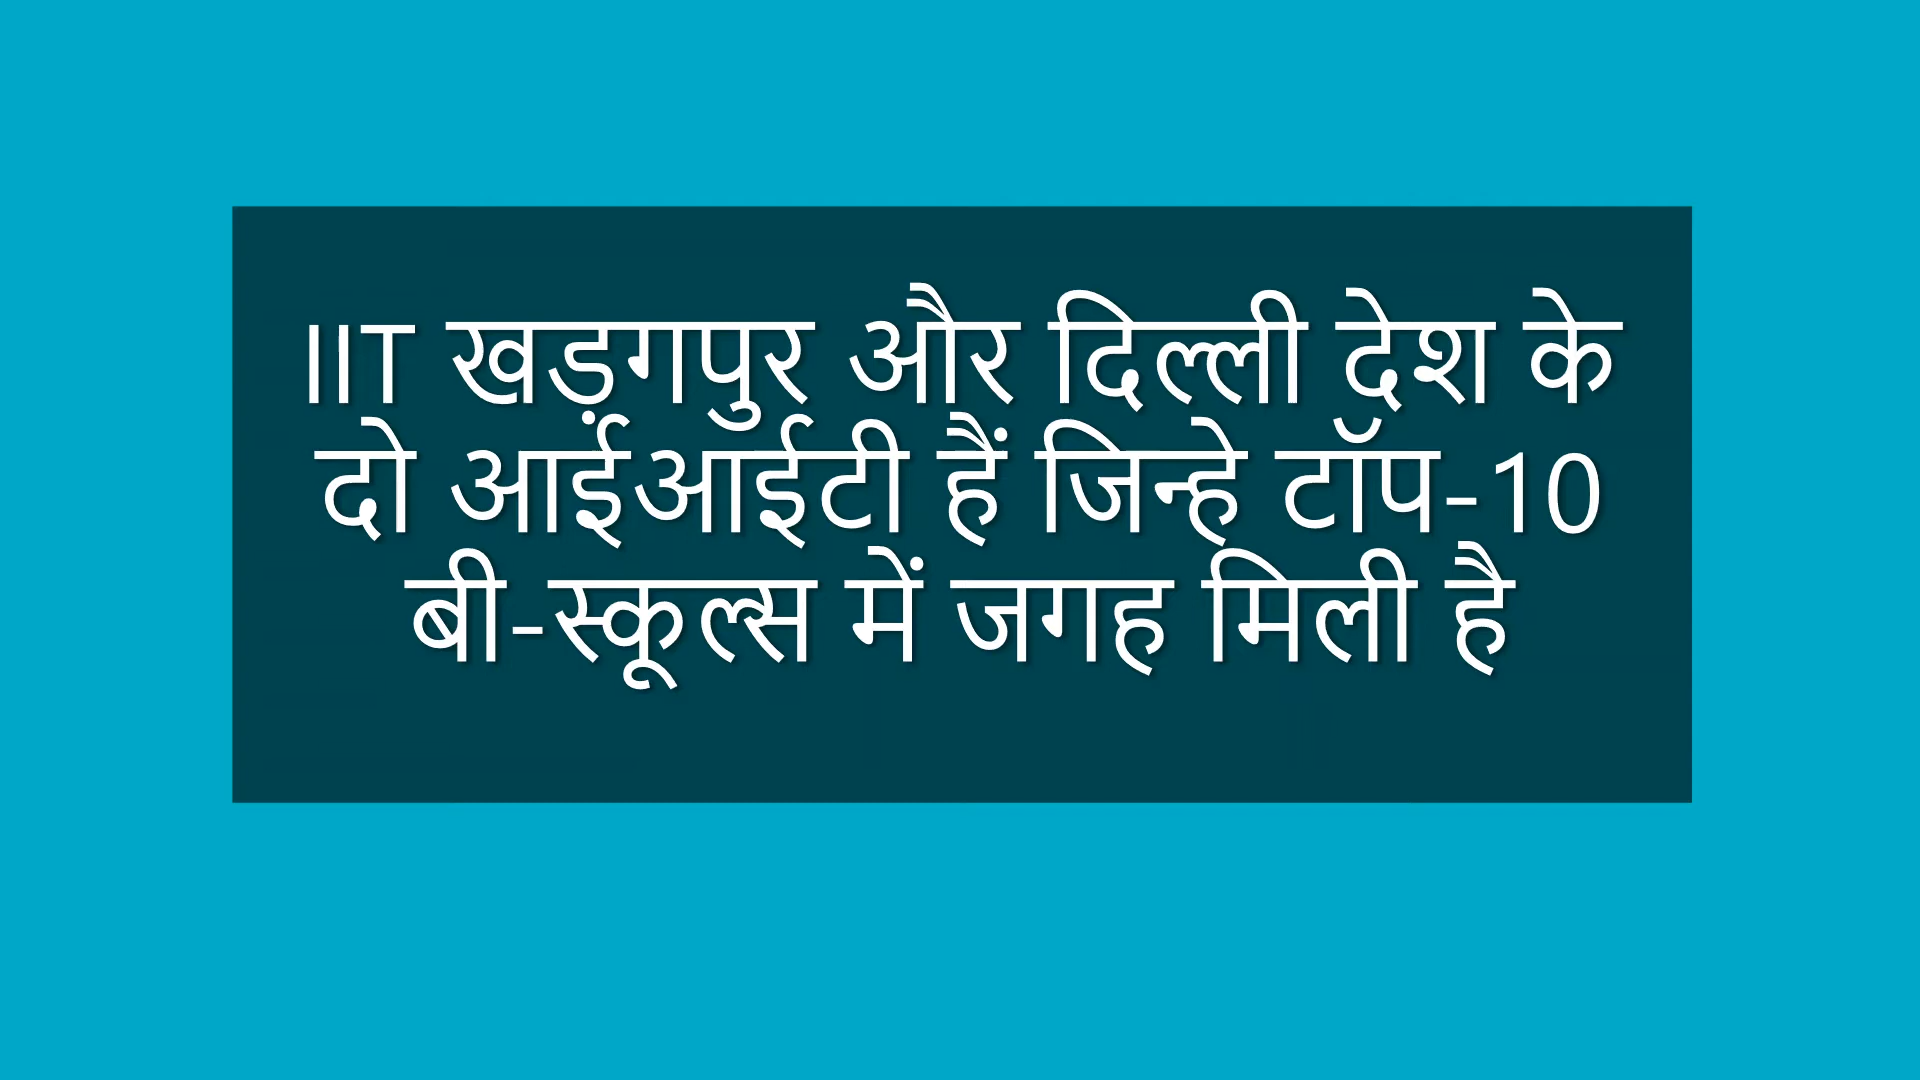 IIT खड़गपुर और दिल्ली देश के
दो आईआईटी हैं जिन्हे टॉप-10
बी-स्कूल्स में जगह मिली है